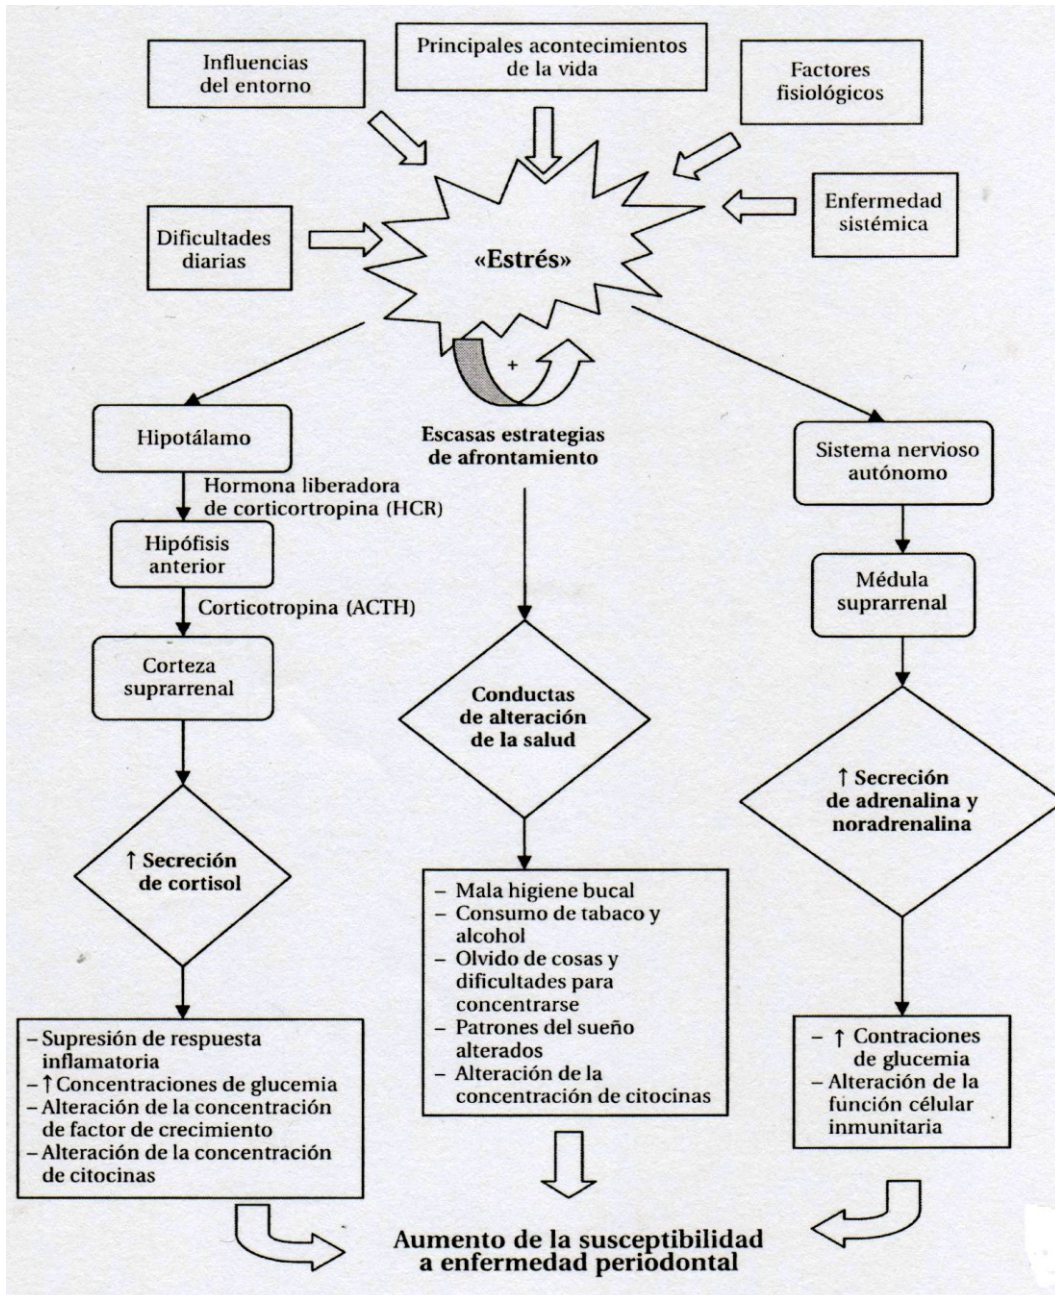 Influencias
del entorno
Principales acontecimientos
de la vida
Factores
fisiológicos
Dificultades
diarias
«Estrés»
Enfermedad
sistémica
+
Escasas estrategias
de afrontamiento
Hipotálamo
Hormona liberadora
de corticortropina (HCR)
Hipófisis
anterior
Corticotropina (ACTH)
Corteza
suprarrenal
↑ Secreción
de cortisol
– Supresión de respuesta
inflamatoria
– ↑ Concentraciones de glucemia
– Alteración de la concentración
de factor de crecimiento
– Alteración de la concentración
de citocinas
Conductas
de alteración
de la salud
– Mala higiene bucal
– Consumo de tabaco y
alcohol
– Olvido de cosas y
dificultades para
concentrarse
– Patrones del sueño
alterados
– Alteración de la
concentración de citocinas
Sistema nervioso
autónomo
Médula
suprarrenal
↑ Secreción
de adrenalina y
noradrenalina
– ↑ Contraciones
de glucemia
– Alteración de la
función célular
inmunitaria
Aumento de la susceptibilidad
a enfermedad periodontal